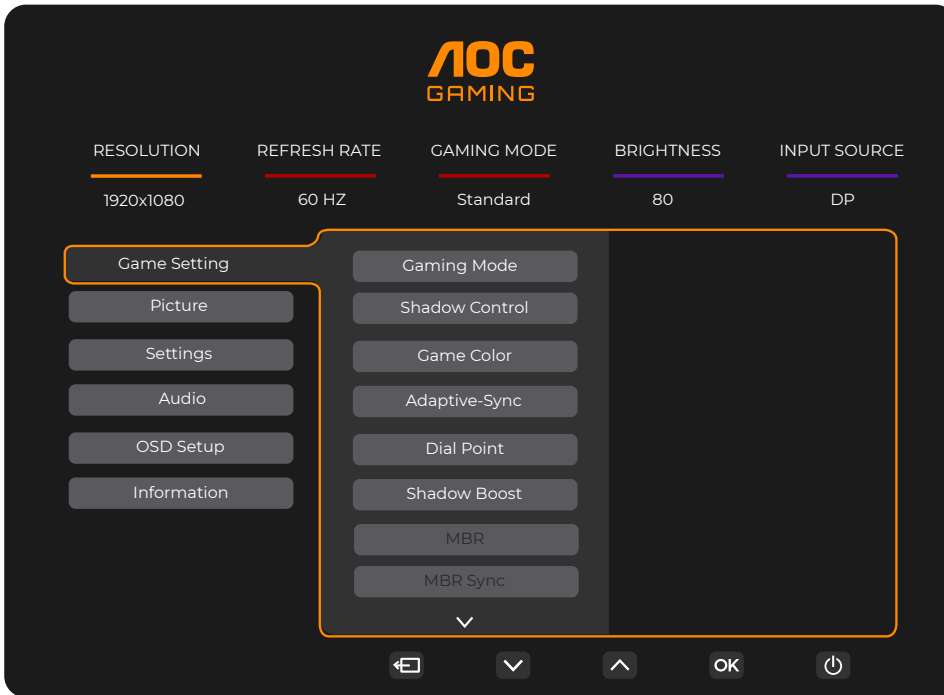 AOC
GAMING
RESOLUTION REFRESH RATE GAMING MODE BRIGHTNESS INPUT SOURCE
1920x1080 60 HZ Standard 80 DP
Game Setting
Picture
Settings
Audio
OSD Setup
Information
Gaming Mode
Shadow Control
Game Color
Adaptive-Sync
Dial Point
Shadow Boost
MBR
MBR Sync
OK